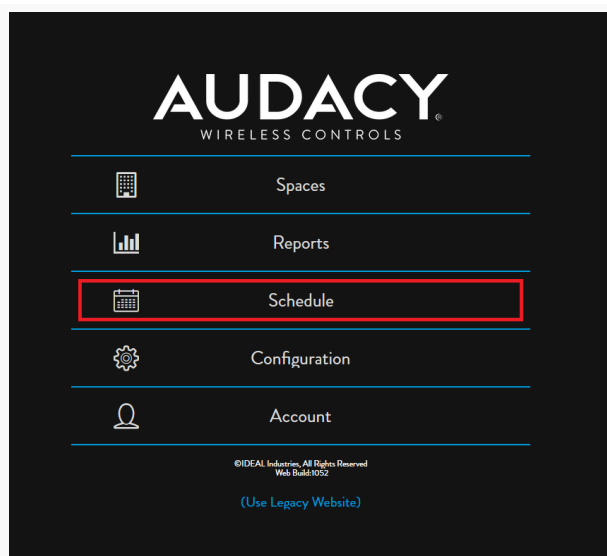 AUDACY®
WIRELESS CONTROLS
Spaces
Reports
Schedule
Configuration
Account
©IDEAL Industries, All Rights Reserved
Web Build:1052
(Use Legacy Website)